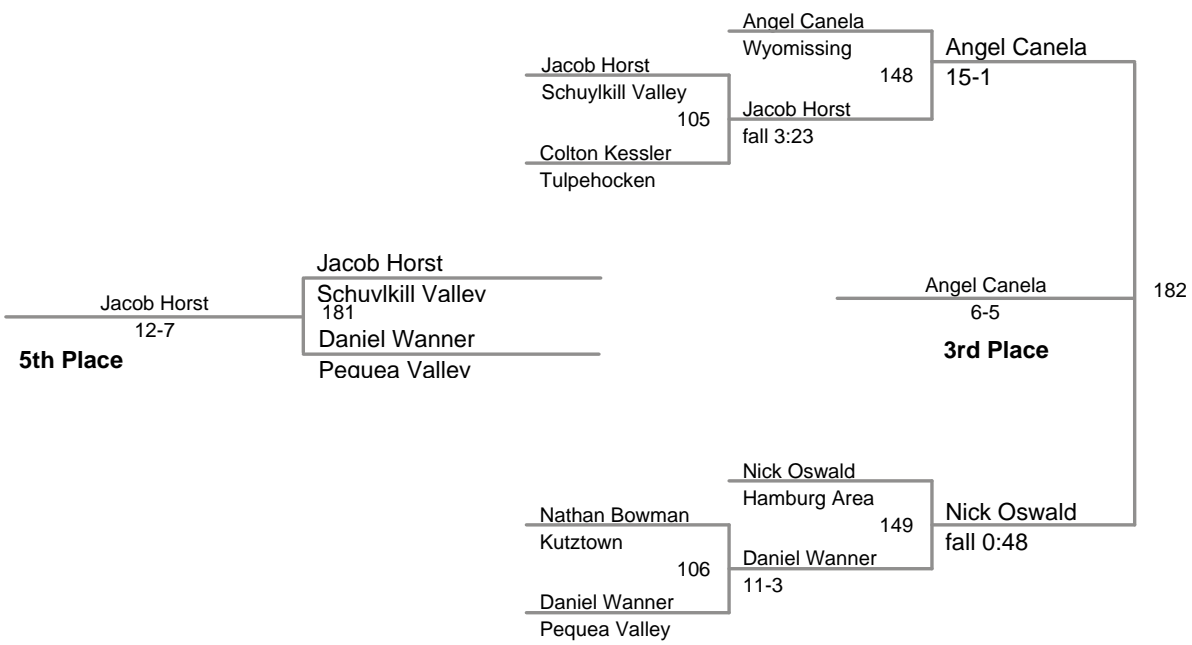 Angel Canela
Wyomissing
148
Angel Canela
15-1
Jacob Horst
Schuylkill Valley
105
Jacob Horst
fall 3:23
Colton Kessler
Tulpehocken
Jacob Horst
Schuylkill Valley
181
Daniel Wanner
Pequea Valley
Jacob Horst
12-7
5th Place
Angel Canela
6-5
3rd Place
182
Nick Oswald
Hamburg Area
149
Nick Oswald
fall 0:48
Nathan Bowman
Kutztown
106
Daniel Wanner
11-3
Daniel Wanner
Pequea Valley